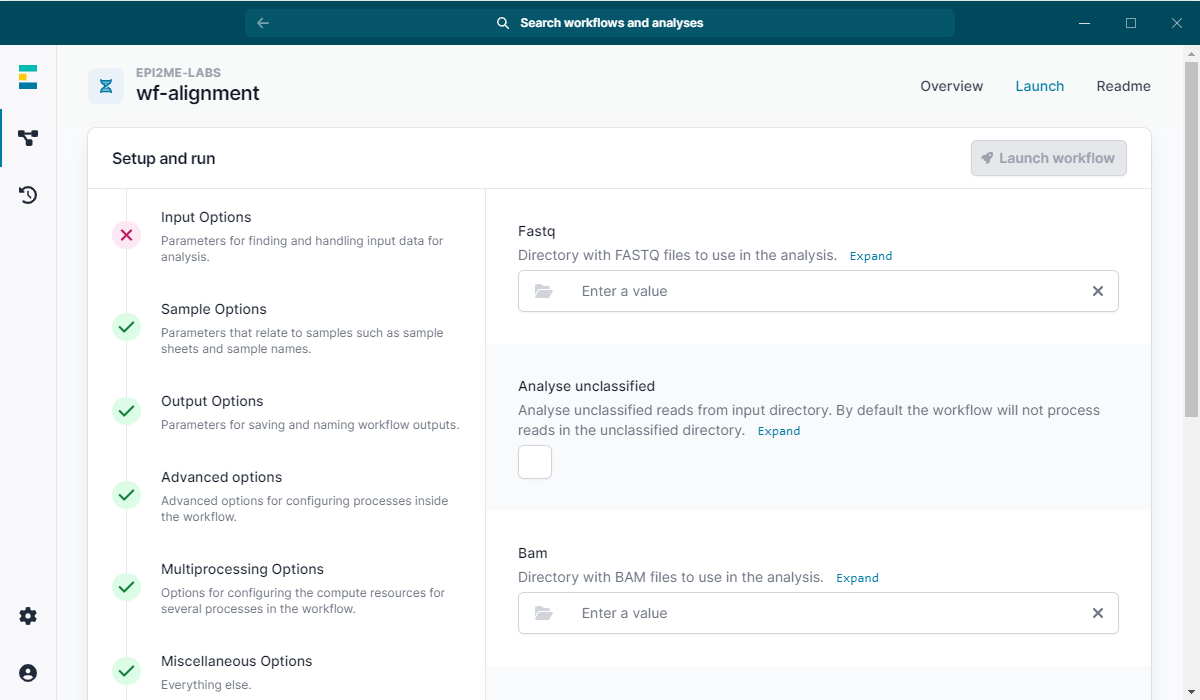 Search workflows and analyses
EPI2ME-LABS
wf-alignment
Overview
Launch
Readme
Setup and run
Launch workflow
Input Options
Parameters for finding and handling input data for
analysis.
Sample Options
Parameters that relate to samples such as sample
sheets and sample names.
Output Options
Parameters for saving and naming workflow outputs.
Advanced options
Advanced options for configuring processes inside
the workflow.
Multiprocessing Options
Options for configuring the compute resources for
several processes in the workflow.
Miscellaneous Options
Everything else.
Fastq
Directory with FASTQ files to use in the analysis. Expand
Enter a value
Analyse unclassified
Analyse unclassified reads from input directory. By default the workflow will not process
reads in the unclassified directory. Expand
Bam
Directory with BAM files to use in the analysis. Expand
Enter a value